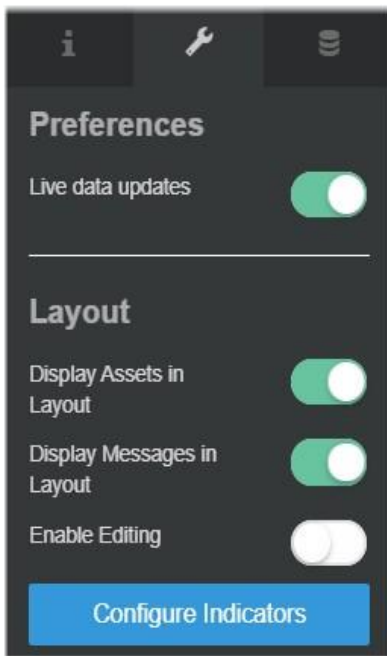 Preferences
Live data updates
Layout
Display Assets in
Layout
Display Messages in
Layout
Enable Editing
Configure Indicators